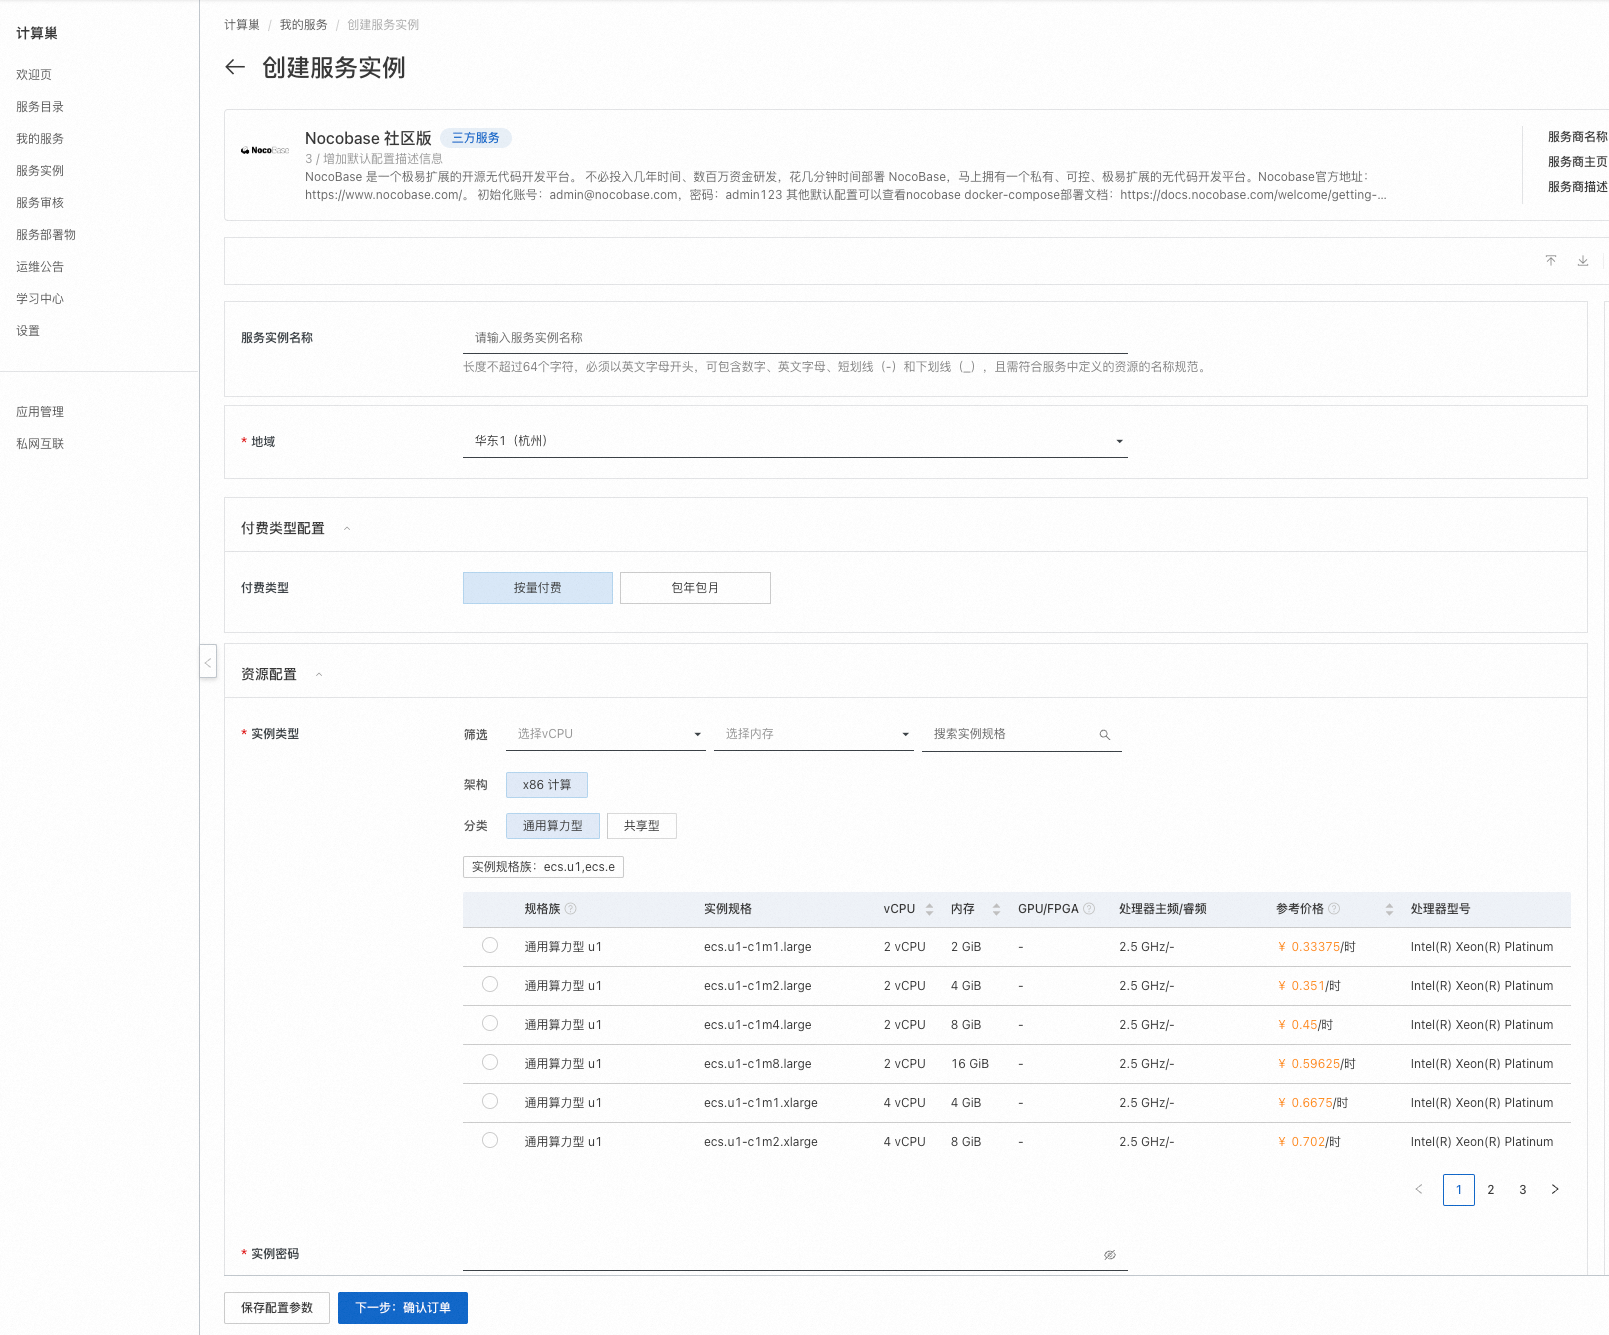 计算巢
欢迎页
服务目录
我的服务
服务实例
服务审核
服务部署物
运维公告
学习中心
设置
应用管理
私网互联
计算巢 / 我的服务 / 创建服务实例
← 创建服务实例
NocoBase
Nocobase 社区版 三方服务
3 / 增加默认配置描述信息
NocoBase 是一个极易扩展的开源无代码开发平台。 不必投入几年时间、数百万资金研发，花几分钟时间部署 NocoBase，马上拥有一个私有、可控、极易扩展的无代码开发平台。Nocobase官方地址：
https://www.nocobase.com/。 初始化账号：admin@nocobase.com，密码：admin123 其他默认配置可以查看nocobase docker-compose部署文档：https://docs.nocobase.com/welcome/getting-...
服务商名称
服务商主页
服务商描述
服务实例名称 请输入服务实例名称
长度不超过64个字符，必须以英文字母开头，可包含数字、英文字母、短划线（-）和下划线（_），且需符合服务中定义的资源的名称规范。
* 地域 华东1（杭州）
付费类型配置
付费类型 按量付费 包年包月
资源配置
* 实例类型 筛选 选择vCPU 选择内存 搜索实例规格
架构 x86 计算
分类 通用算力型 共享型
实例规格族：ecs.u1,ecs.e
规格族 实例规格 vCPU 内存 GPU/FPGA 处理器主频/睿频 参考价格 处理器型号
通用算力型 u1 ecs.u1-c1m1.large 2 vCPU 2 GiB - 2.5 GHz/- ¥ 0.33375/时 Intel(R) Xeon(R) Platinum
通用算力型 u1 ecs.u1-c1m2.large 2 vCPU 4 GiB - 2.5 GHz/- ¥ 0.351/时 Intel(R) Xeon(R) Platinum
通用算力型 u1 ecs.u1-c1m4.large 2 vCPU 8 GiB - 2.5 GHz/- ¥ 0.45/时 Intel(R) Xeon(R) Platinum
通用算力型 u1 ecs.u1-c1m8.large 2 vCPU 16 GiB - 2.5 GHz/- ¥ 0.59625/时 Intel(R) Xeon(R) Platinum
通用算力型 u1 ecs.u1-c1m1.xlarge 4 vCPU 4 GiB - 2.5 GHz/- ¥ 0.6675/时 Intel(R) Xeon(R) Platinum
通用算力型 u1 ecs.u1-c1m2.xlarge 4 vCPU 8 GiB - 2.5 GHz/- ¥ 0.702/时 Intel(R) Xeon(R) Platinum
< 1 2 3 >
* 实例密码
保存配置参数 下一步：确认订单